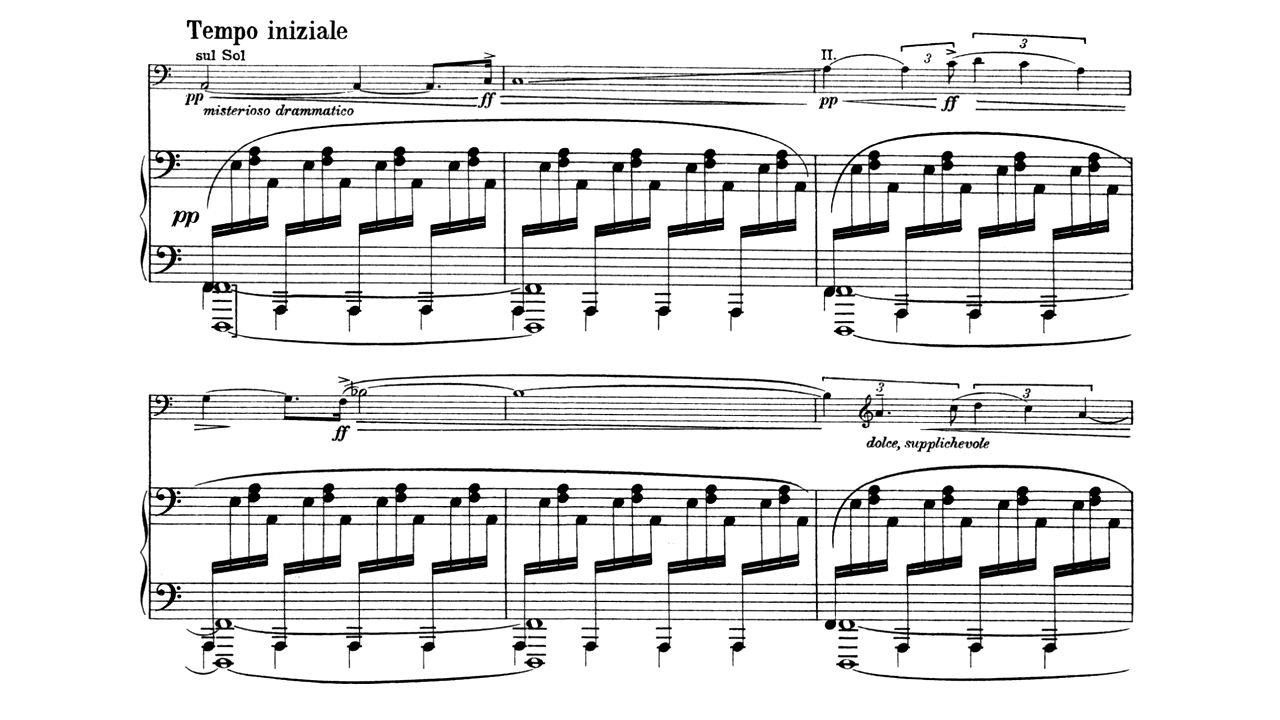 Tempo iniziale
sul Sol
II.
3
3
pp
ff
pp
ff
misterioso drammatico
pp
3
3
ff
dolce, supplichevole